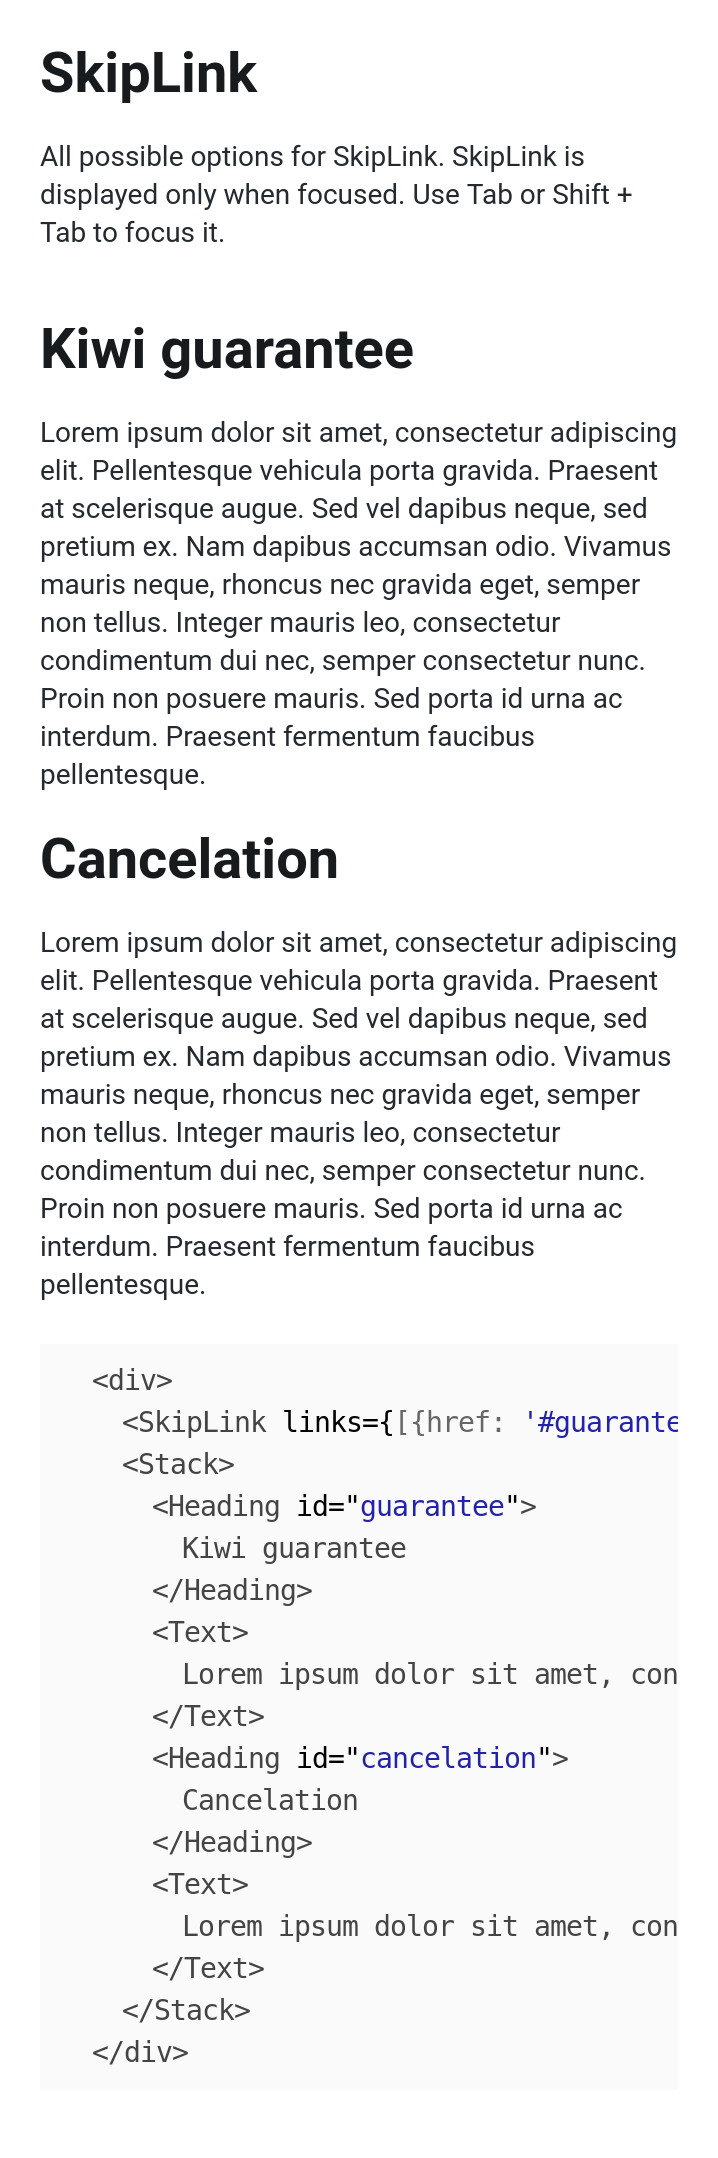 SkipLink
All possible options for SkipLink. SkipLink is
displayed only when focused. Use Tab or Shift +
Tab to focus it.
Kiwi guarantee
Lorem ipsum dolor sit amet, consectetur adipiscing
elit. Pellentesque vehicula porta gravida. Praesent
at scelerisque augue. Sed vel dapibus neque, sed
pretium ex. Nam dapibus accumsan odio. Vivamus
mauris neque, rhoncus nec gravida eget, semper
non tellus. Integer mauris leo, consectetur
condimentum dui nec, semper consectetur nunc.
Proin non posuere mauris. Sed porta id urna ac
interdum. Praesent fermentum faucibus
pellentesque.
Cancelation
Lorem ipsum dolor sit amet, consectetur adipiscing
elit. Pellentesque vehicula porta gravida. Praesent
at scelerisque augue. Sed vel dapibus neque, sed
pretium ex. Nam dapibus accumsan odio. Vivamus
mauris neque, rhoncus nec gravida eget, semper
non tellus. Integer mauris leo, consectetur
condimentum dui nec, semper consectetur nunc.
Proin non posuere mauris. Sed porta id urna ac
interdum. Praesent fermentum faucibus
pellentesque.
<div>
<SkipLink links={[{href: '#guarante
<Stack>
<Heading id="guarantee">
Kiwi guarantee
</Heading>
<Text>
Lorem ipsum dolor sit amet, con
</Text>
<Heading id="cancelation">
Cancelation
</Heading>
<Text>
Lorem ipsum dolor sit amet, con
</Text>
</Stack>
</div>